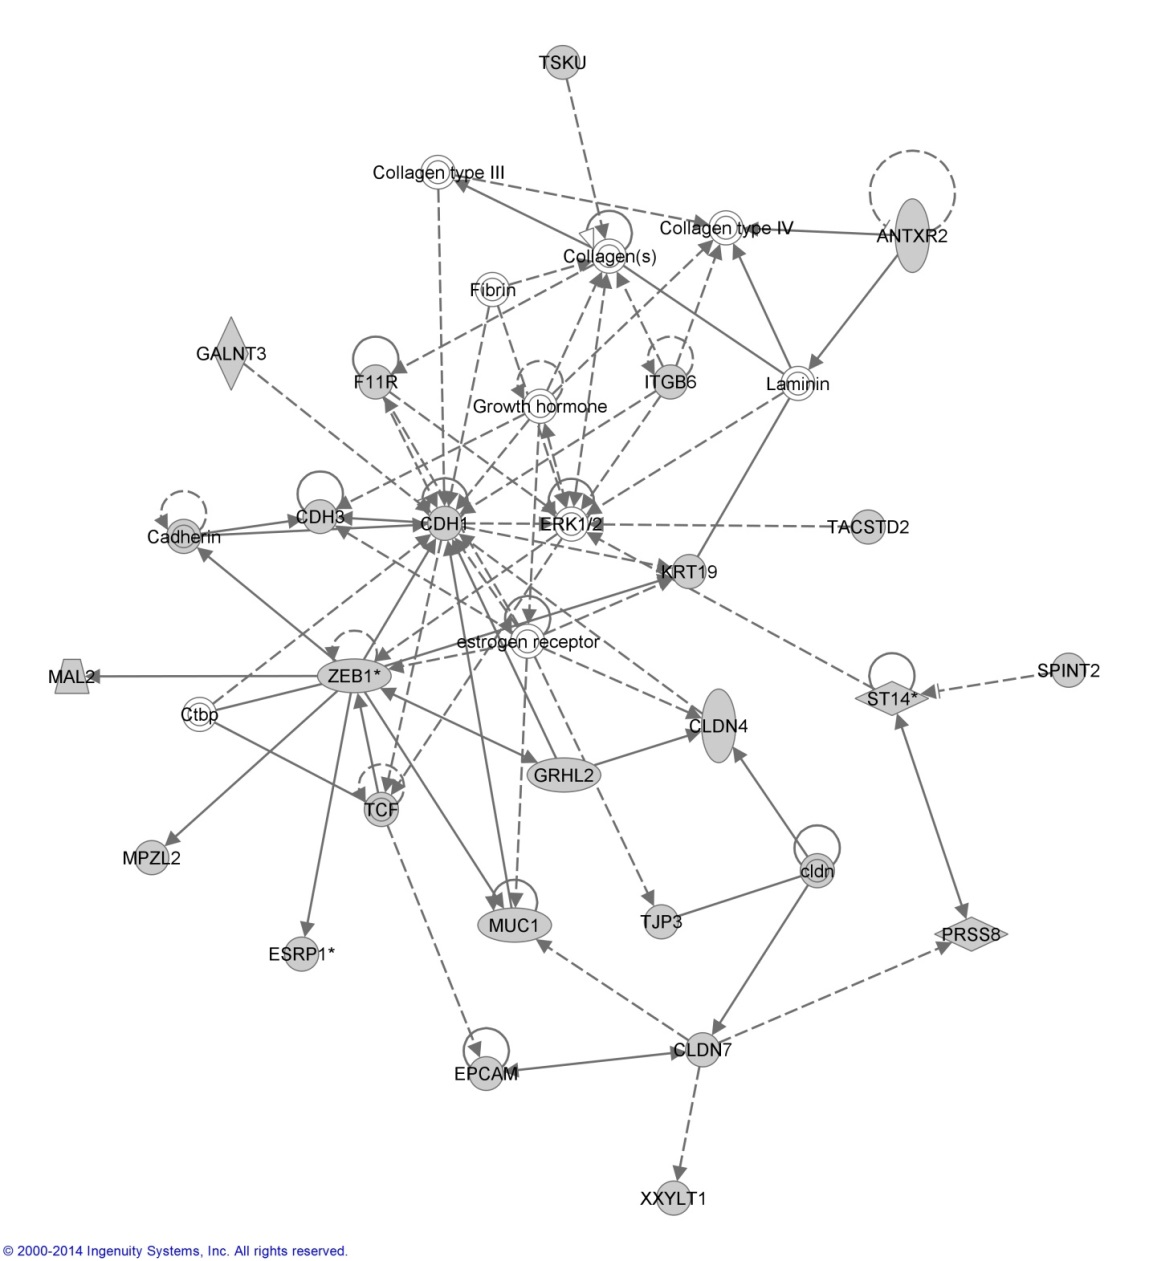 TSKU
Collagen type III
Collagen type IV
ANTXR2
Collagen(s)
Fibrin
GALNT3
F11R
ITGB6
Laminin
Growth hormone
CDH3
CDH1
ERK1/2
TACSTD2
Cadherin
KRT19
estrogen receptor
MAL2
ZEB1*
SPINT2
ST14*
Ctbp
CLDN4
GRHL2
TCF
MPZL2
cldn
MUC1
TJP3
PRSS8
ESRP1*
CLDN7
EPCAM
XXYLT1
© 2000-2014 Ingenuity Systems, Inc. All rights reserved.